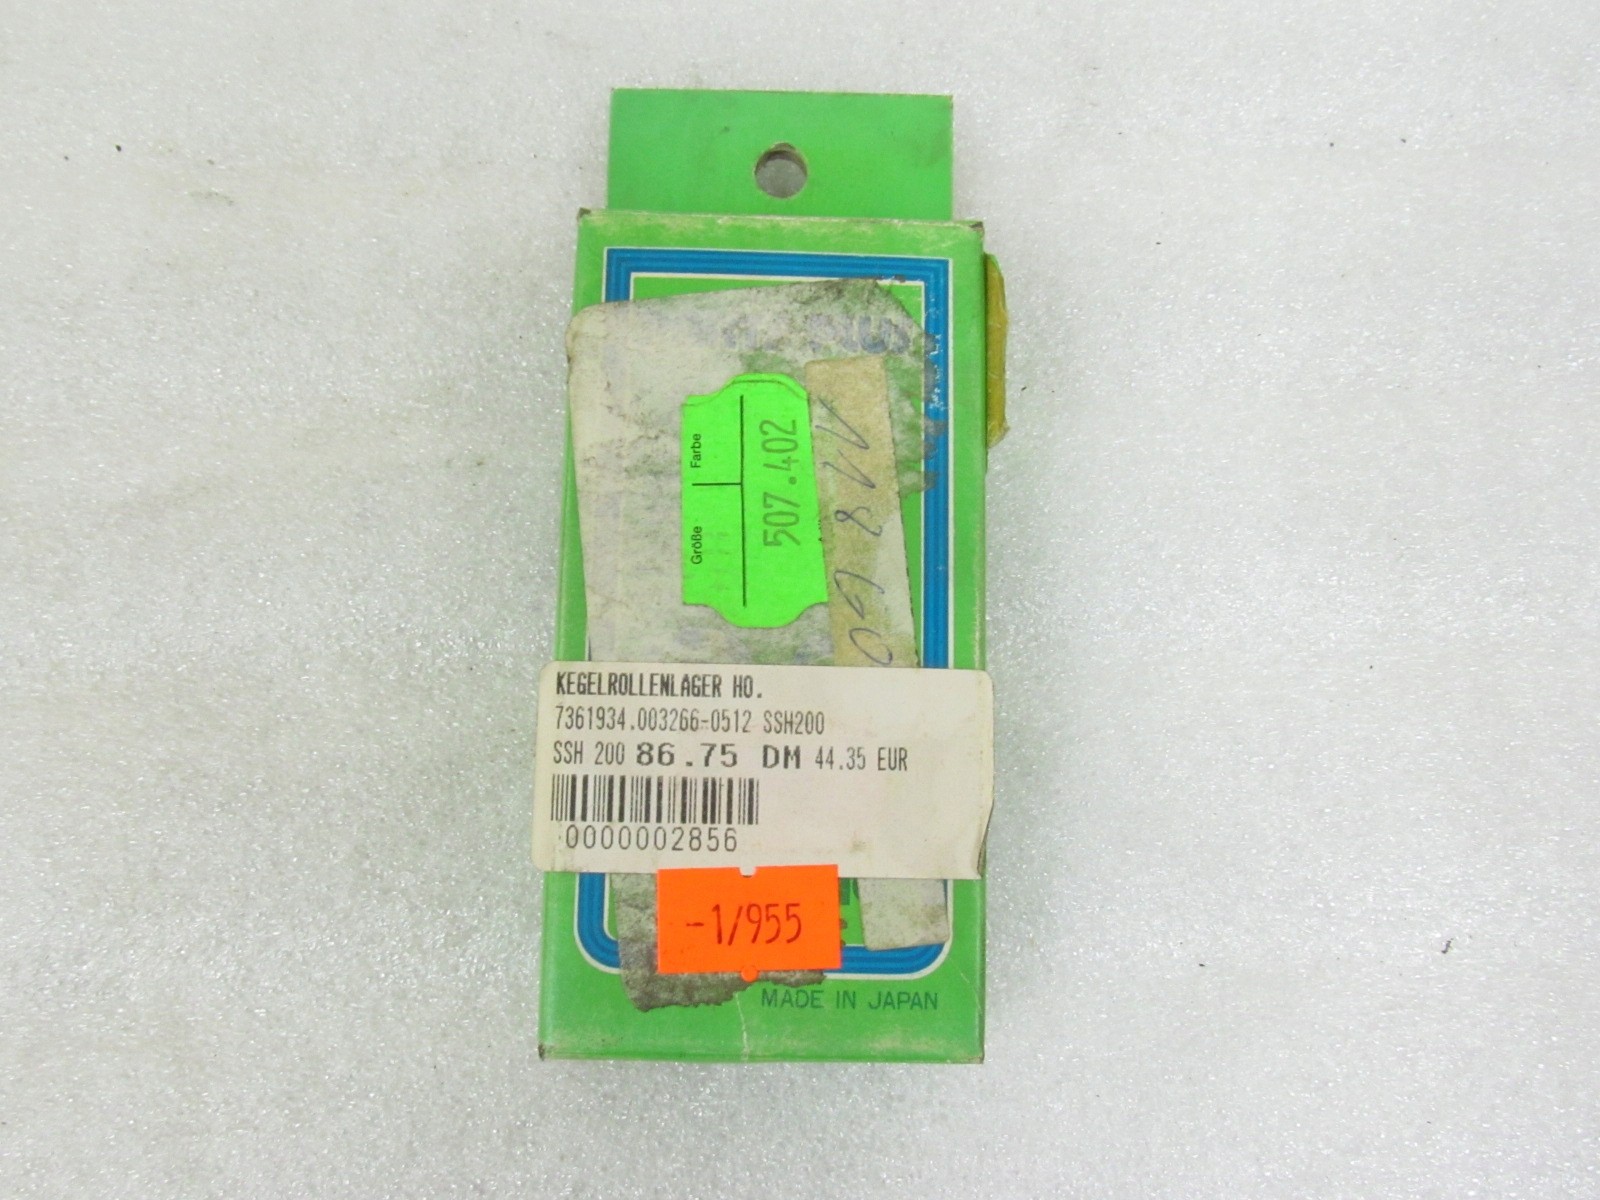 Größe
Farbe
507.402
KEGELROLLENLAGER HO.
7361934.003266-0512 SSH200
SSH 200 86.75 DM 44.35 EUR
0000002856
-1/955
MADE IN JAPAN